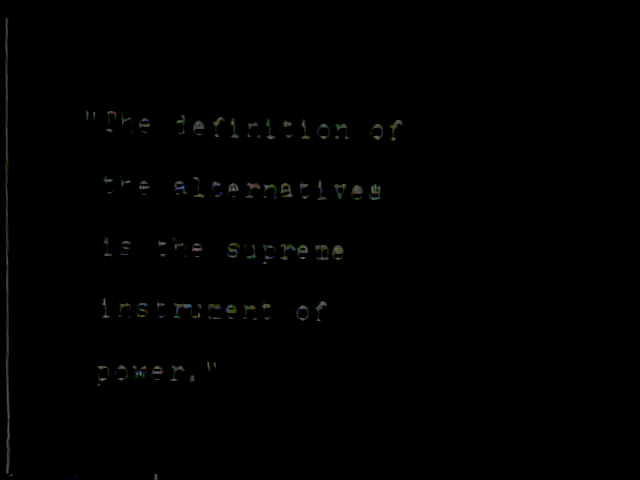 "The definition of
the alternatives
is the supreme
instrument of
power."